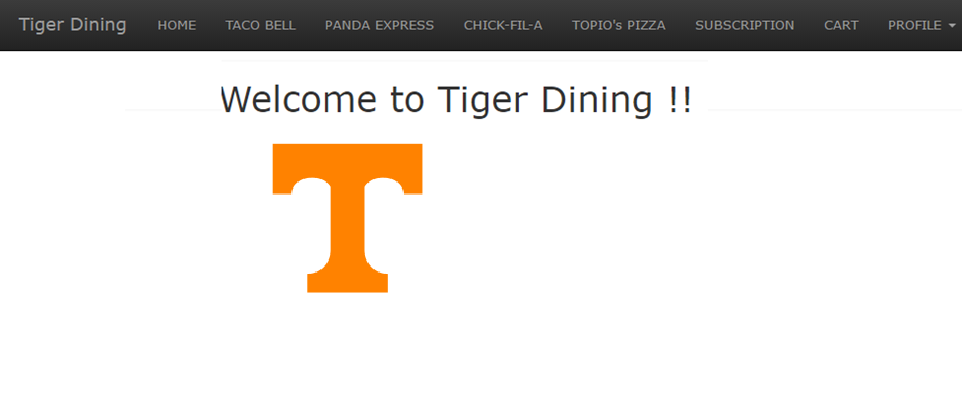 Tiger Dining HOME TACO BELL PANDA EXPRESS CHICK-FIL-A TOPIO's PIZZA SUBSCRIPTION CART PROFILE
Welcome to Tiger Dining !!
T